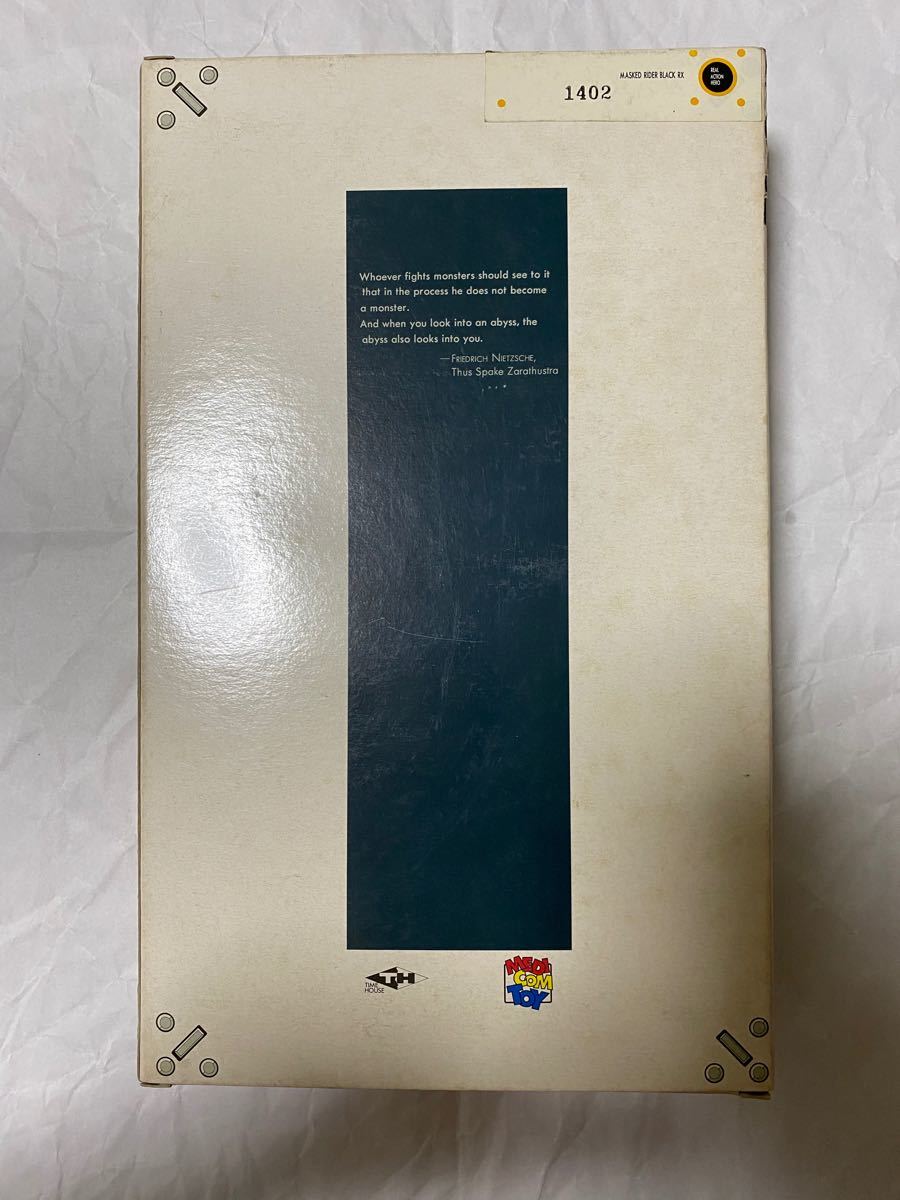 MASKED RIDER BLACK RX
1402
REAL
ACTION
HERO
Whoever fights monsters should see to it
that in the process he does not become
a monster.
And when you look into an abyss, the
abyss also looks into you.
—FRIEDRICH NIETZSCHE,
Thus Spake Zarathustra
TH
TIME
HOUSE
MEDI
COM
TOY